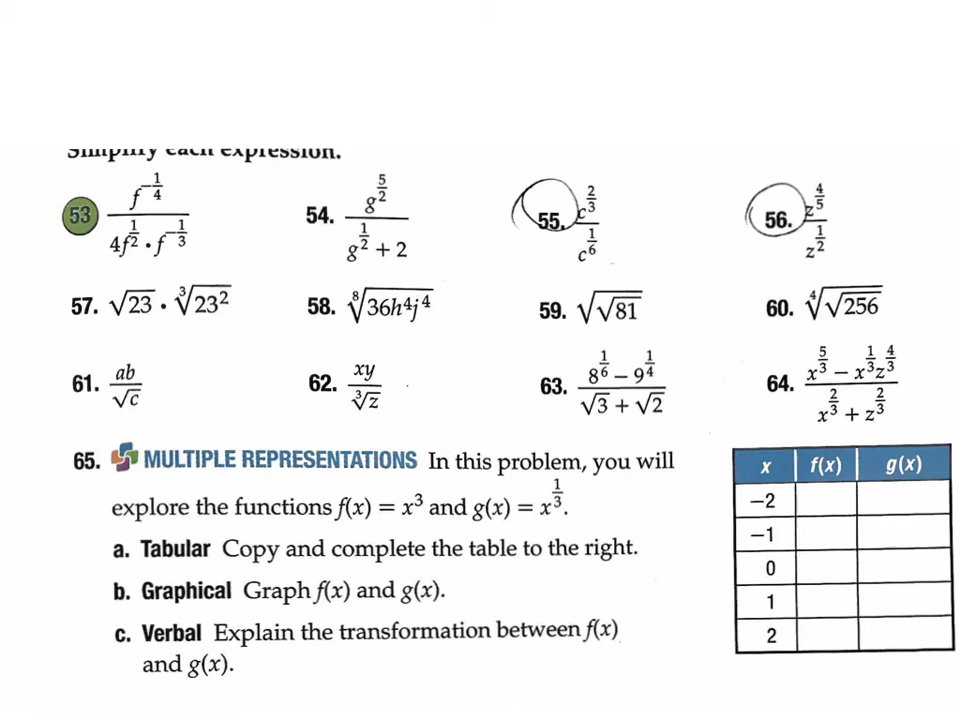 Simplify each expression.
53 f^(-1/4) / (4f^(1/2) · f^(-1/3))
54. g^(5/2) / (g^(1/2) + 2)
55. c^(2/3) / c^(1/6)
56. z^(4/5) / z^(1/2)
57. √23 · ∛23²
58. ⁸√36h⁴j⁴
59. √√81
60. ⁴√√256
61. ab / √c
62. xy / ∛z
63. (8^(1/6) − 9^(1/4)) / (√3 + √2)
64. (x^(5/3) − x^(1/3)z^(4/3)) / (x^(2/3) + z^(2/3))
65. MULTIPLE REPRESENTATIONS In this problem, you will
explore the functions f(x) = x³ and g(x) = x^(1/3).
a. Tabular Copy and complete the table to the right.
b. Graphical Graph f(x) and g(x).
c. Verbal Explain the transformation between f(x)
and g(x).
x f(x) g(x)
−2
−1
0
1
2